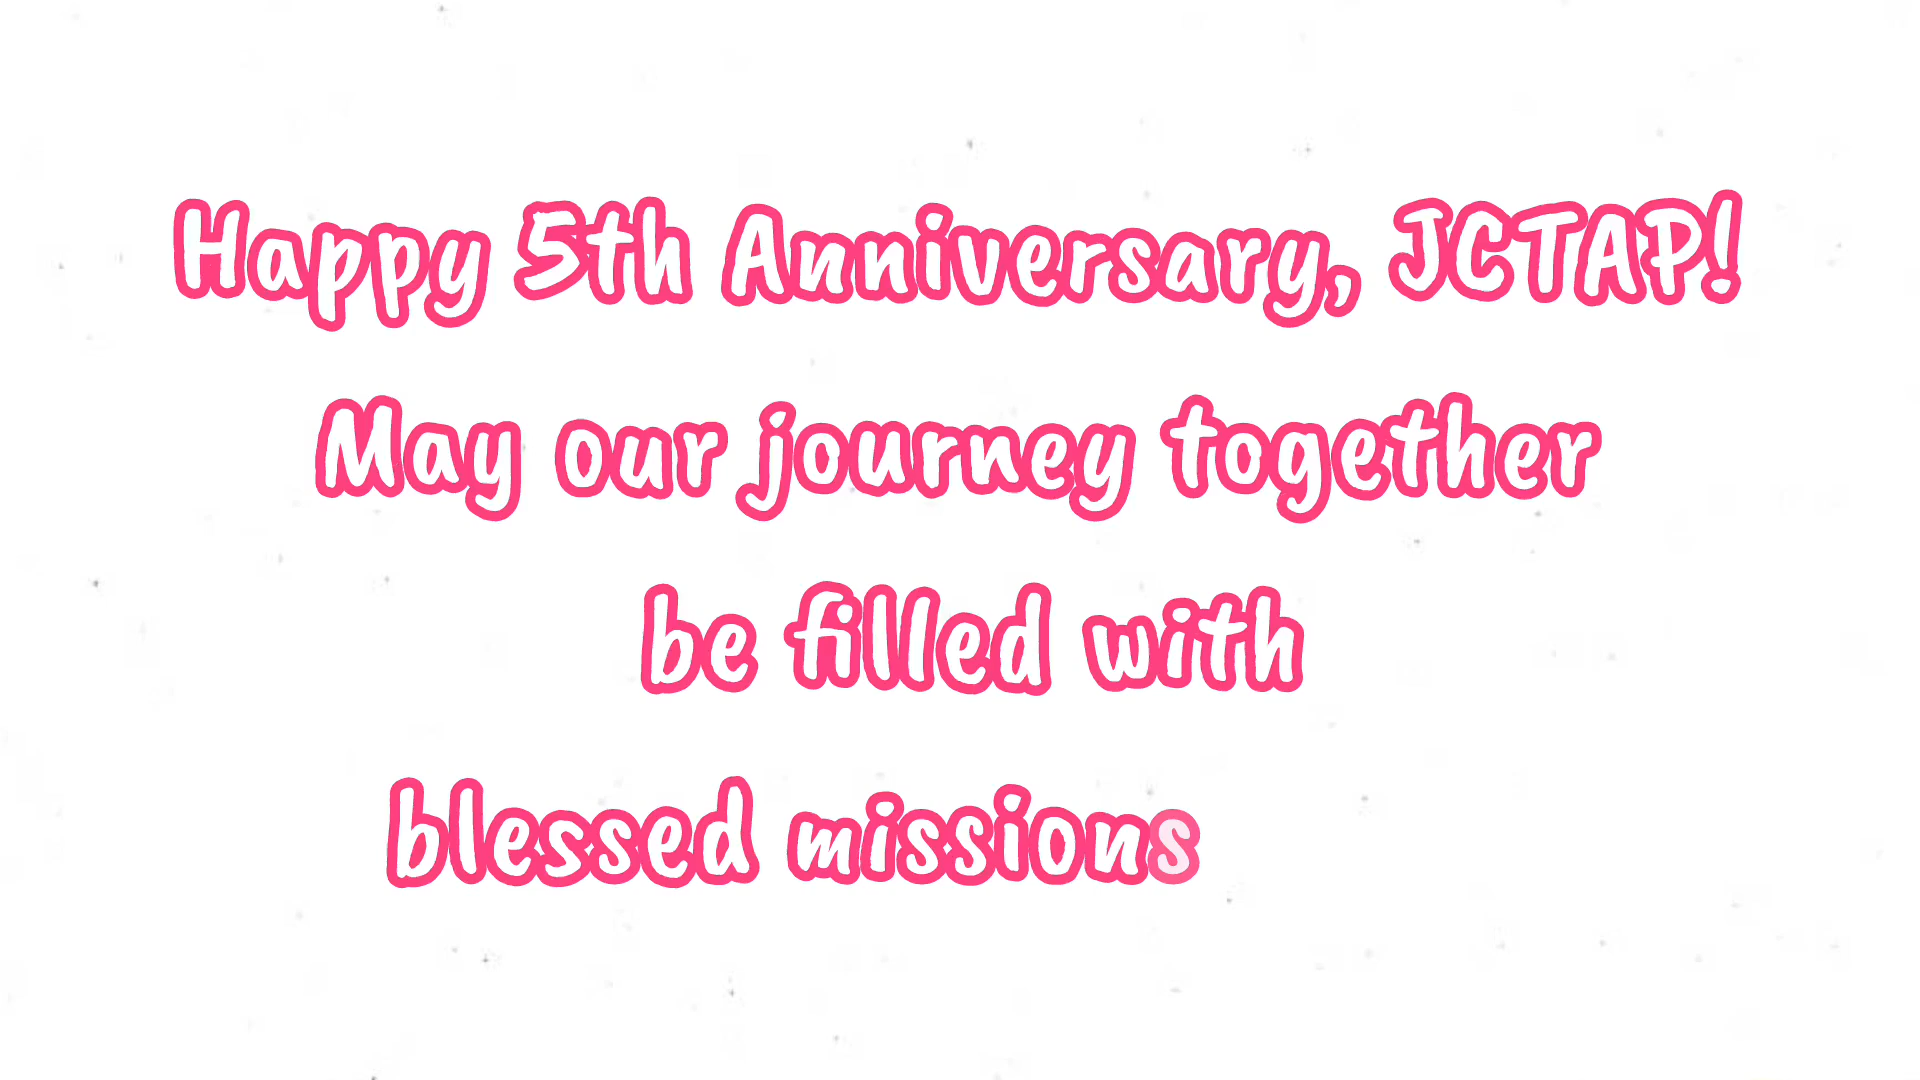 Happy 5th Anniversary, JCTAP!
May our journey together
be filled with
blessed missions